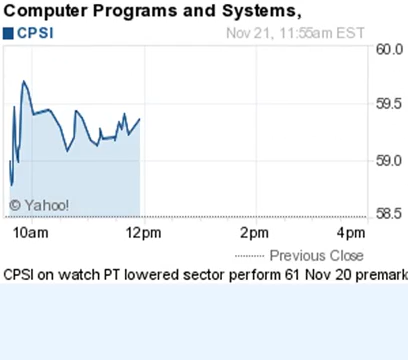 Computer Programs and Systems,
CPSI Nov 21, 11:55am EST
60.0
59.5
59.0
58.5
© Yahoo!
10am 12pm 2pm 4pm
Previous Close
CPSI on watch PT lowered sector perform 61 Nov 20 premark